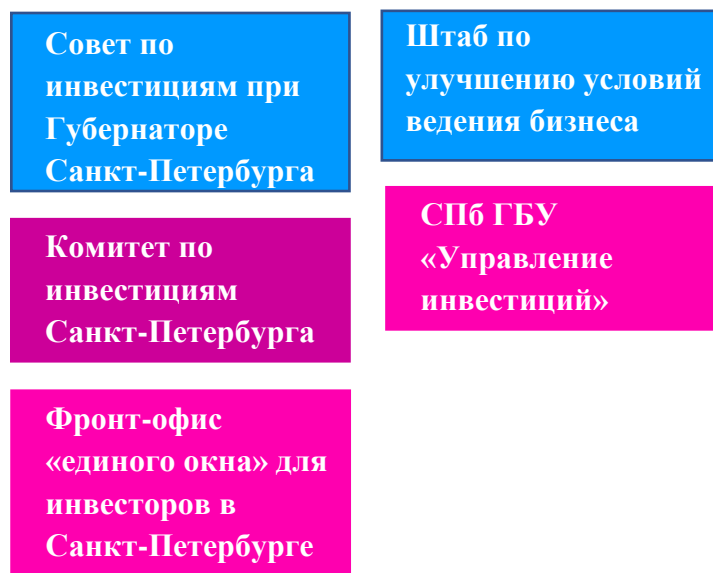 Совет по
инвестициям при
Губернаторе
Санкт-Петербурга
Штаб по
улучшению условий
ведения бизнеса
Комитет по
инвестициям
Санкт-Петербурга
СПб ГБУ
«Управление
инвестиций»
Фронт-офис
«единого окна» для
инвесторов в
Санкт-Петербурге